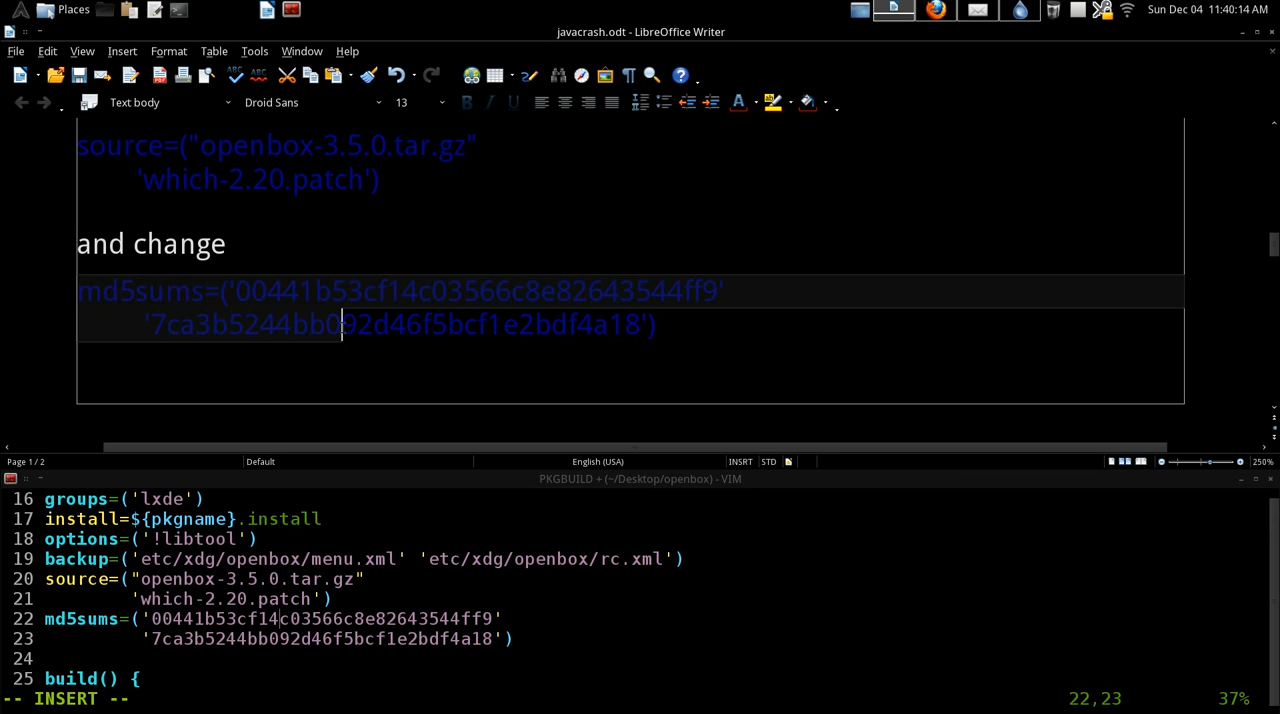 Places
Sun Dec 04, 11:40:14 AM
javacrash.odt - LibreOffice Writer
File Edit View Insert Format Table Tools Window Help
Text body Droid Sans 13
source=("openbox-3.5.0.tar.gz"
'which-2.20.patch')
and change
md5sums=('00441b53cf14c03566c8e82643544ff9'
'7ca3b5244bb092d46f5bcf1e2bdf4a18')
Page 1 / 2 Default English (USA) INSRT STD 250%
PKGBUILD + (~/Desktop/openbox) - VIM
16 groups=('lxde')
17 install=${pkgname}.install
18 options=('!libtool')
19 backup=('etc/xdg/openbox/menu.xml' 'etc/xdg/openbox/rc.xml')
20 source=("openbox-3.5.0.tar.gz"
21 'which-2.20.patch')
22 md5sums=('00441b53cf14c03566c8e82643544ff9'
23 '7ca3b5244bb092d46f5bcf1e2bdf4a18')
24
25 build() {
-- INSERT -- 22,23 37%